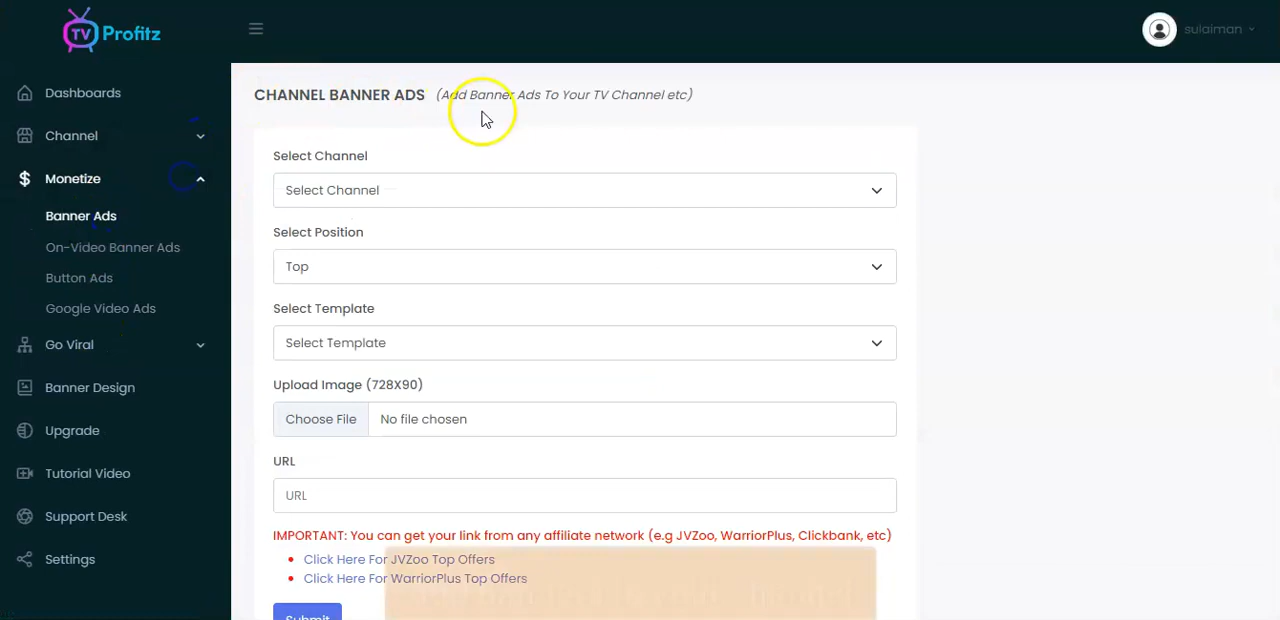 TV Profitz
sulaiman
Dashboards
Channel
Monetize
Banner Ads
On-Video Banner Ads
Button Ads
Google Video Ads
Go Viral
Banner Design
Upgrade
Tutorial Video
Support Desk
Settings
CHANNEL BANNER ADS (Add Banner Ads To Your TV Channel etc)
Select Channel
Select Channel
Select Position
Top
Select Template
Select Template
Upload Image (728X90)
Choose File No file chosen
URL
URL
IMPORTANT: You can get your link from any affiliate network (e.g JVZoo, WarriorPlus, Clickbank, etc)
Click Here For JVZoo Top Offers
Click Here For WarriorPlus Top Offers
Submit